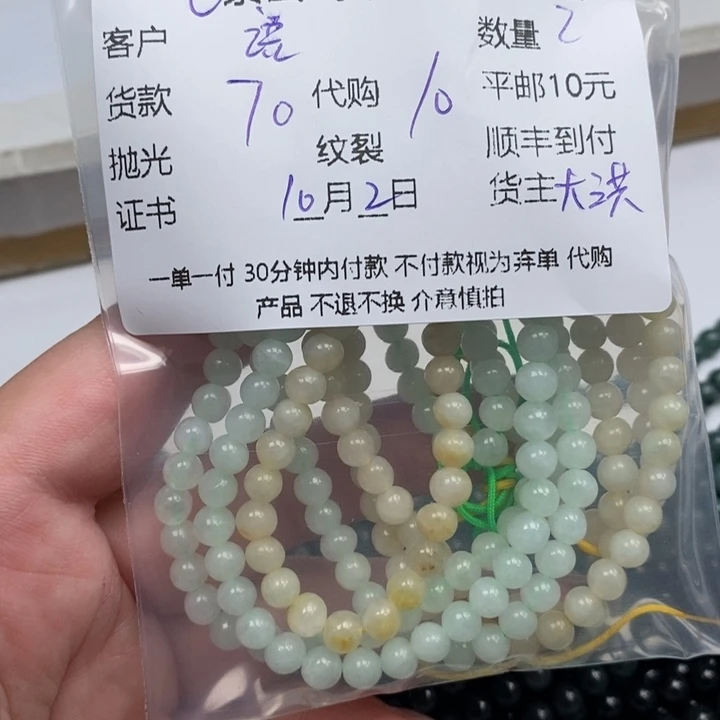 客户 语 数量 2
货款 70 代购 10 平邮10元
抛光 纹裂 顺丰到付
证书 10月2日 货主大洪
一单一付 30分钟内付款 不付款视为弃单 代购
产品 不退不换 介意慎拍